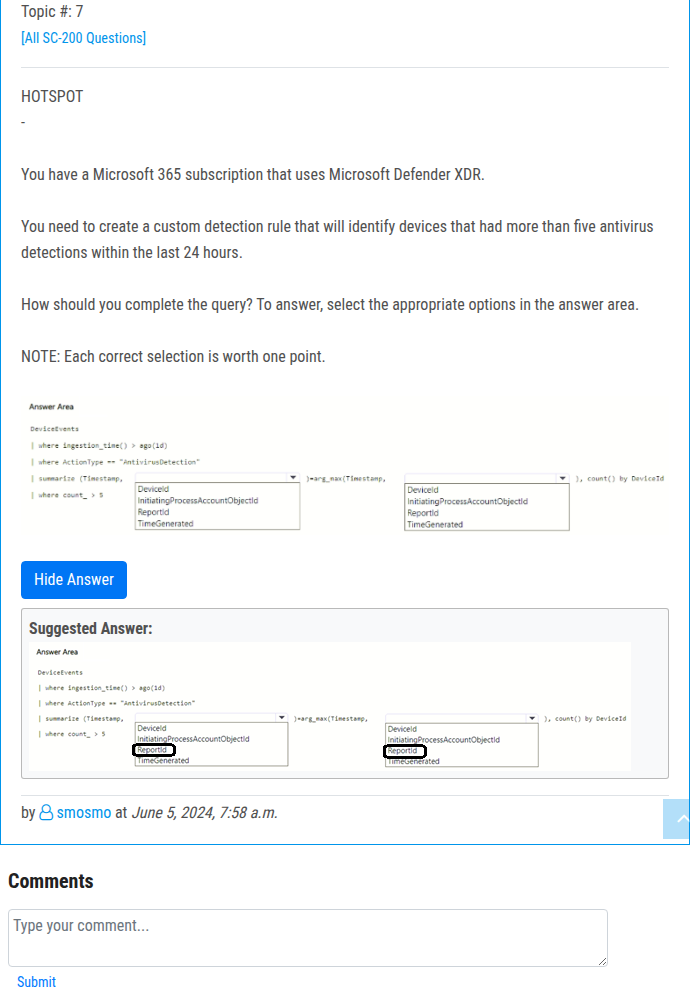 Topic #: 7
[All SC-200 Questions]
HOTSPOT
-
You have a Microsoft 365 subscription that uses Microsoft Defender XDR.
You need to create a custom detection rule that will identify devices that had more than five antivirus
detections within the last 24 hours.
How should you complete the query? To answer, select the appropriate options in the answer area.
NOTE: Each correct selection is worth one point.
Answer Area
DeviceEvents
| where ingestion_time() > ago(1d)
| where ActionType == "AntivirusDetection"
| summarize (Timestamp, )=arg_max(Timestamp, ), count() by DeviceId
| where count_ > 5
DeviceId DeviceId
InitiatingProcessAccountObjectId InitiatingProcessAccountObjectId
ReportId ReportId
TimeGenerated TimeGenerated
Hide Answer
Suggested Answer:
Answer Area
DeviceEvents
| where ingestion_time() > ago(1d)
| where ActionType == "AntivirusDetection"
| summarize (Timestamp, )=arg_max(Timestamp, ), count() by DeviceId
| where count_ > 5
DeviceId DeviceId
InitiatingProcessAccountObjectId InitiatingProcessAccountObjectId
ReportId ReportId
TimeGenerated TimeGenerated
by smosmo at June 5, 2024, 7:58 a.m.
Comments
Type your comment...
Submit